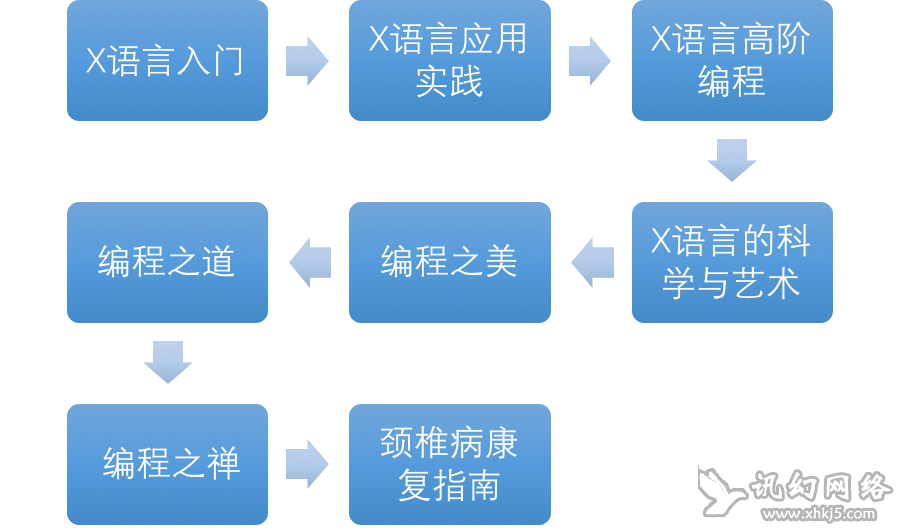 X语言入门
X语言应用
实践
X语言高阶
编程
X语言的科
学与艺术
编程之美
编程之道
编程之禅
颈椎病康
复指南
讯幻网络
www.xhkj5.com